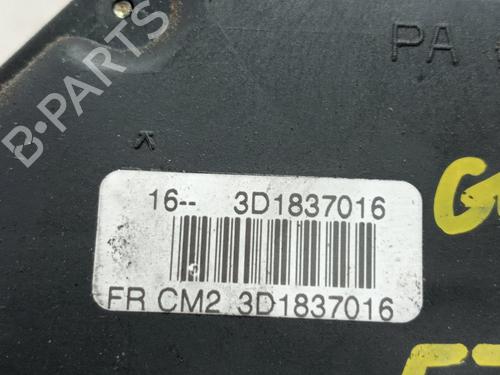 B-PARTS
PA
16-- 3D1837016
FR CM2 3D1837016